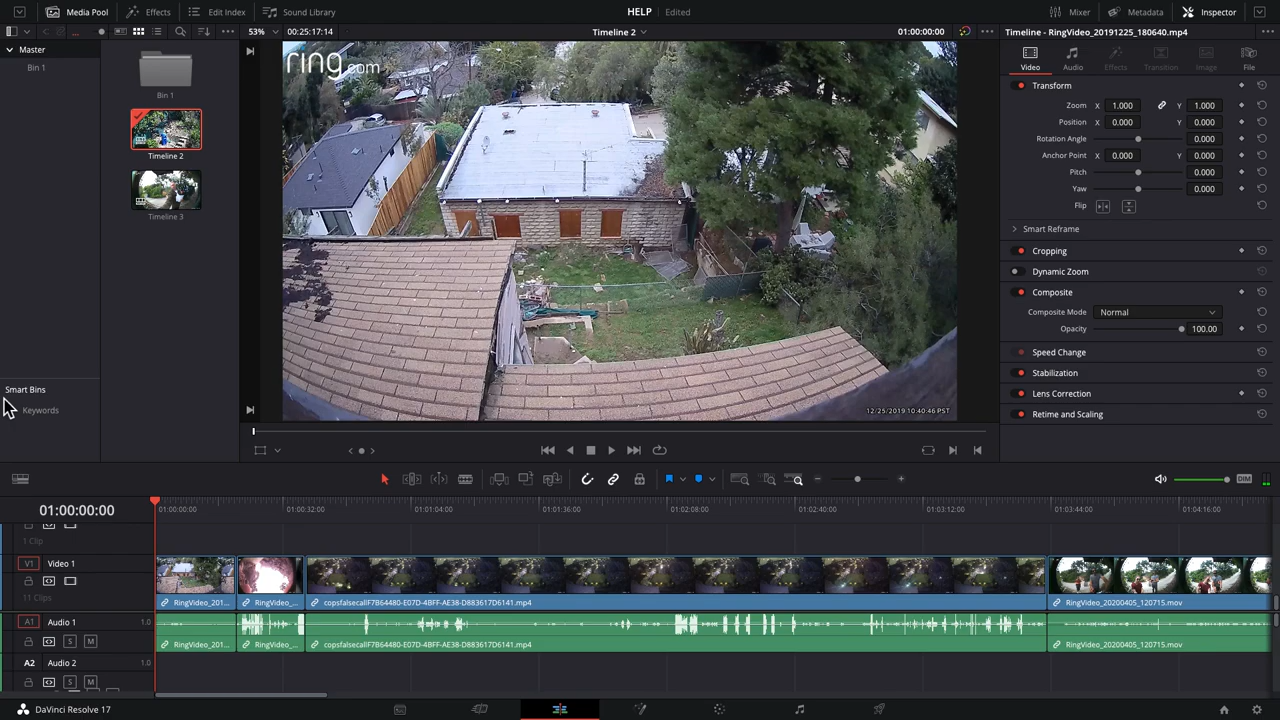 Media Pool
Effects
Edit Index
Sound Library
HELP
Edited
Mixer
Metadata
Inspector
53%
00:25:17:14
Timeline 2
01:00:00:00
Timeline - RingVideo_20191225_180640.mp4
Master
Bin 1
Bin 1
Timeline 2
Timeline 3
Smart Bins
Keywords
ring.com
12/25/2019 10:40:46 PST
Video
Audio
Effects
Transition
Image
File
Transform
Zoom X 1.000 Y 1.000
Position X 0.000 Y 0.000
Rotation Angle 0.000
Anchor Point X 0.000 Y 0.000
Pitch 0.000
Yaw 0.000
Flip
Smart Reframe
Cropping
Dynamic Zoom
Composite
Composite Mode Normal
Opacity 100.00
Speed Change
Stabilization
Lens Correction
Retime and Scaling
DIM
01:00:00:00
01:00:00:00
01:00:32:00
01:01:04:00
01:01:36:00
01:02:08:00
01:02:40:00
01:03:12:00
01:03:44:00
01:04:16:00
1 Clip
V1 Video 1
11 Clips
RingVideo_201...
RingVideo_...
copsfalsecallF7B64480-E07D-4BFF-AE38-D883617D6141.mp4
RingVideo_20200405_120715.mov
A1 Audio 1 1.0
S M
RingVideo_201...
RingVideo_...
copsfalsecallF7B64480-E07D-4BFF-AE38-D883617D6141.mp4
RingVideo_20200405_120715.mov
A2 Audio 2 1.0
S M
DaVinci Resolve 17